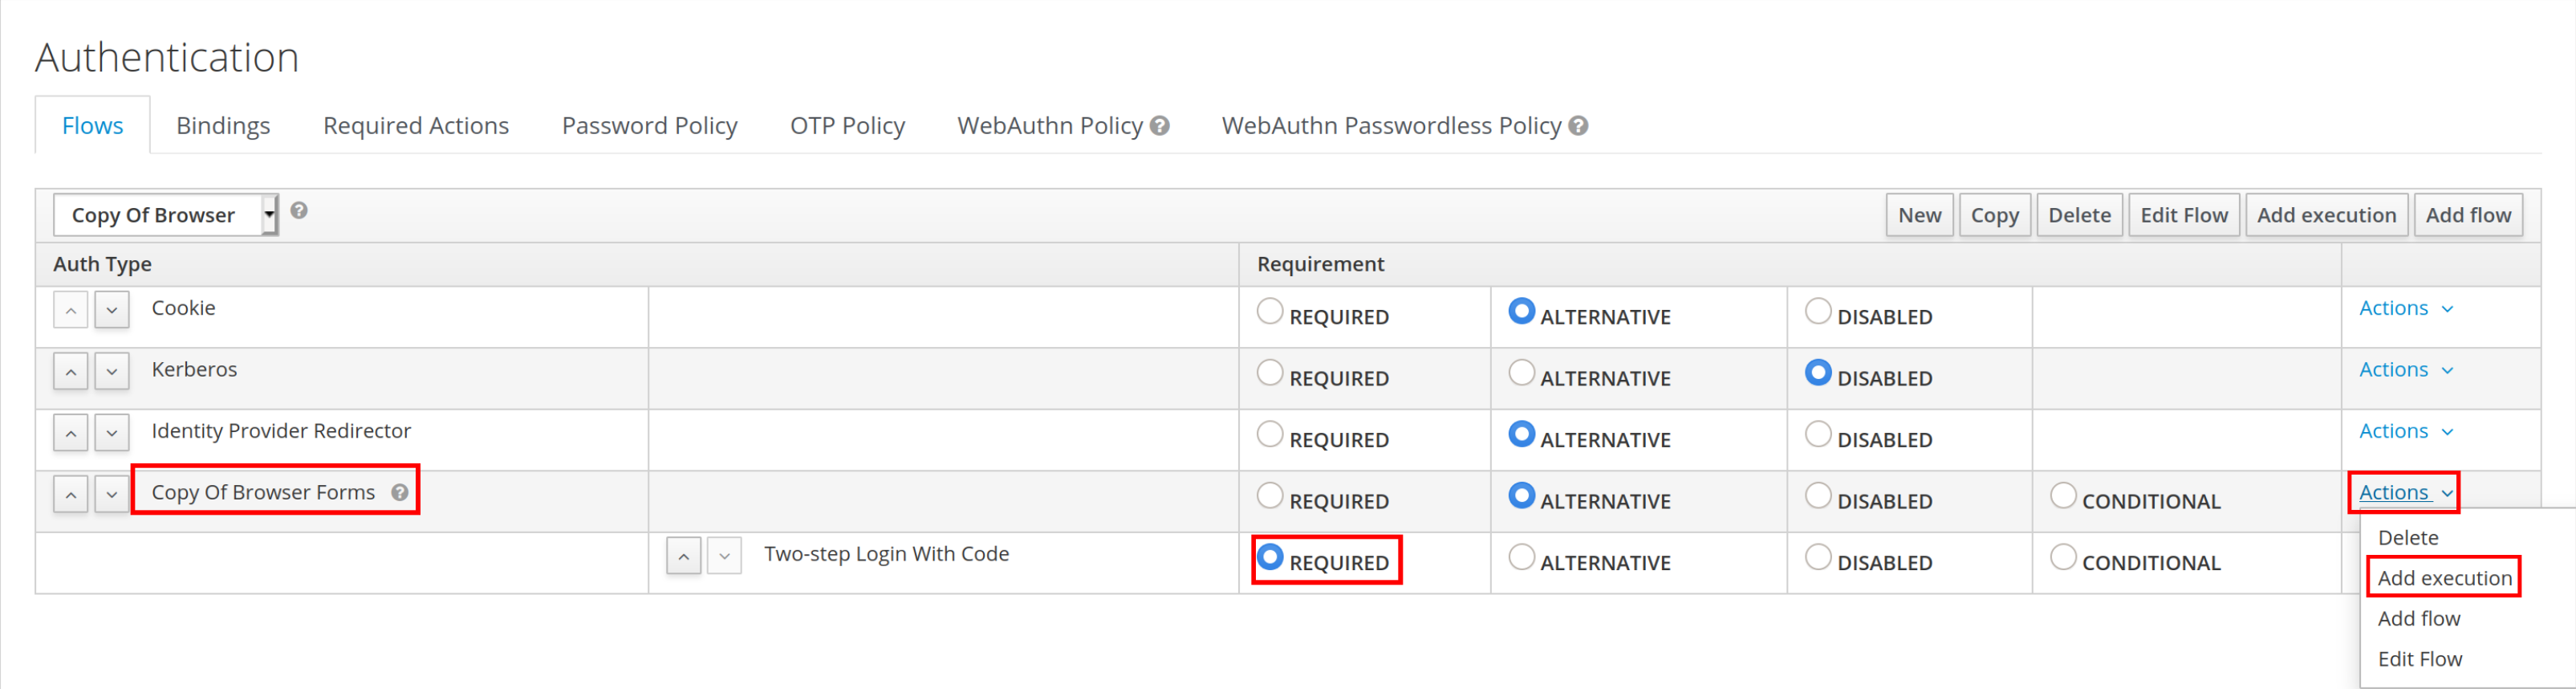 Authentication
Flows Bindings Required Actions Password Policy OTP Policy WebAuthn Policy ? WebAuthn Passwordless Policy ?
Copy Of Browser ? New Copy Delete Edit Flow Add execution Add flow
Auth Type Requirement
Cookie REQUIRED ALTERNATIVE DISABLED Actions
Kerberos REQUIRED ALTERNATIVE DISABLED Actions
Identity Provider Redirector REQUIRED ALTERNATIVE DISABLED Actions
Copy Of Browser Forms ? REQUIRED ALTERNATIVE DISABLED CONDITIONAL Actions
Delete
Two-step Login With Code REQUIRED ALTERNATIVE DISABLED CONDITIONAL
Add execution
Add flow
Edit Flow